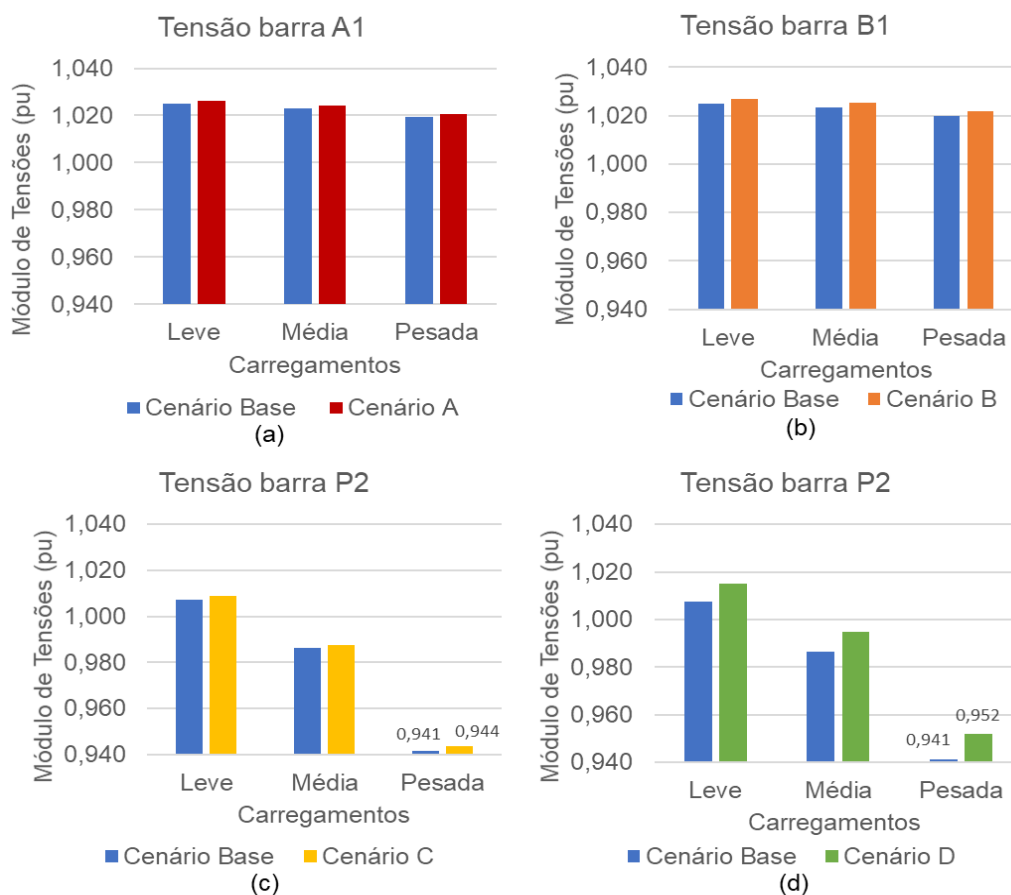 Tensão barra A1
Módulo de Tensões (pu)
1,040
1,020
1,000
0,980
0,960
0,940
Leve Média Pesada
Carregamentos
Cenário Base Cenário A
(a)
Tensão barra B1
Módulo de Tensões (pu)
1,040
1,020
1,000
0,980
0,960
0,940
Leve Média Pesada
Carregamentos
Cenário Base Cenário B
(b)
Tensão barra P2
Módulo de Tensões (pu)
1,040
1,020
1,000
0,980
0,960
0,940
0,941 0,944
Leve Média Pesada
Carregamentos
Cenário Base Cenário C
(c)
Tensão barra P2
Módulo de Tensões (pu)
1,040
1,020
1,000
0,980
0,960
0,940
0,941 0,952
Leve Média Pesada
Carregamentos
Cenário Base Cenário D
(d)